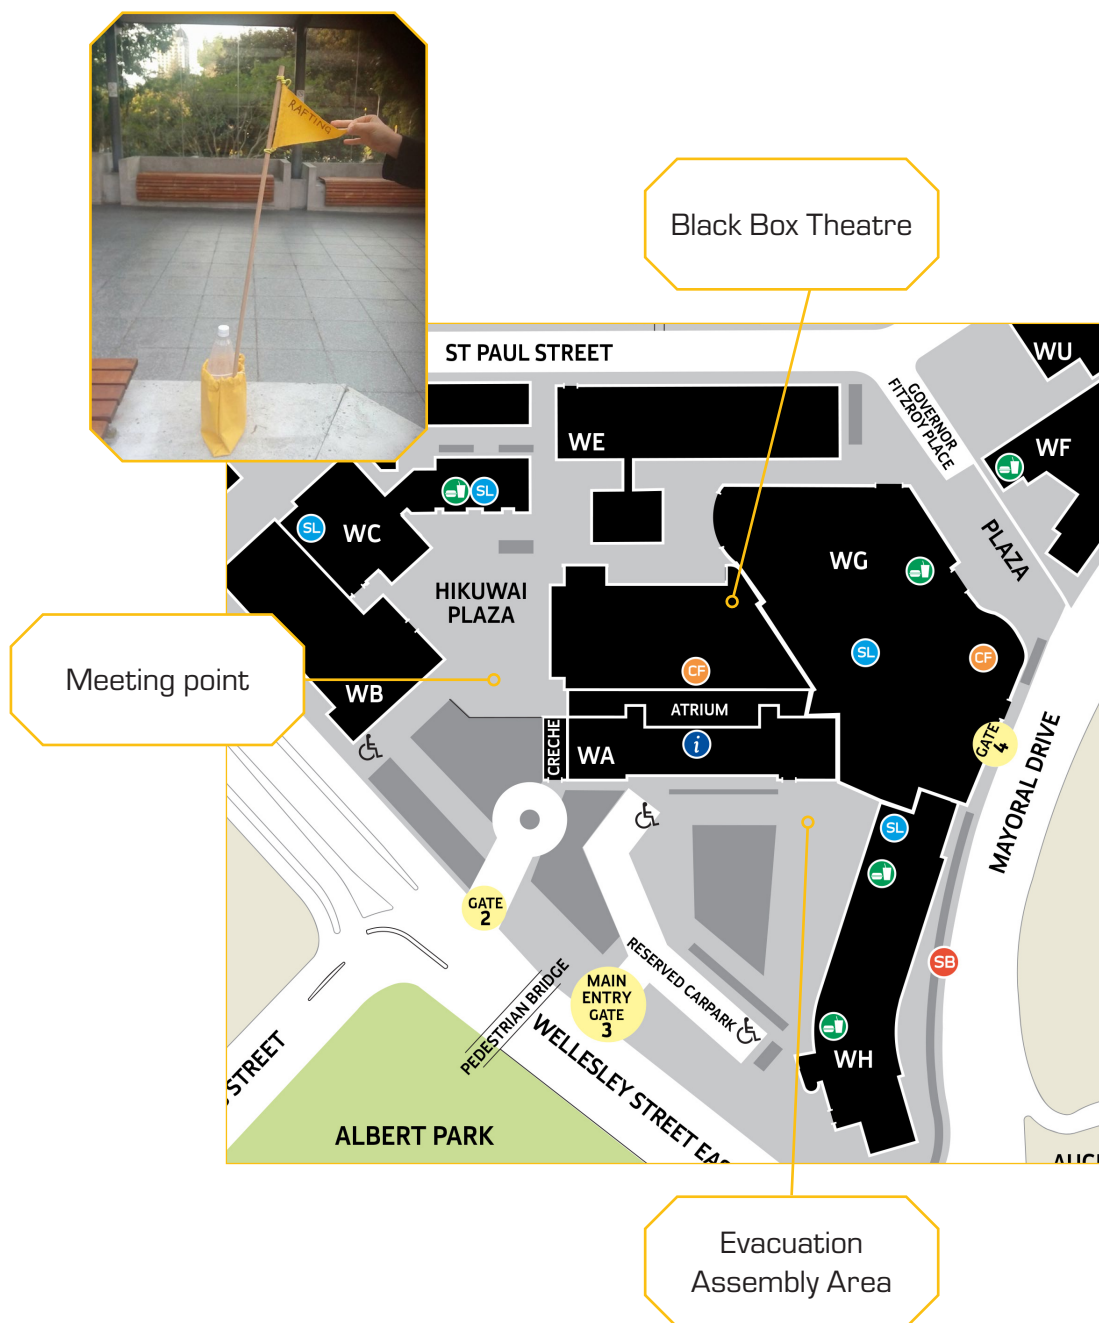 RAFTING
Black Box Theatre
ST PAUL STREET
WU
GOVERNOR
FITZROY PLACE
WE
WF
SL
SL
WC
WG
PLAZA
HIKUWAI
PLAZA
SL
CF
CF
Meeting point
WB
ATRIUM
CRECHE
WA
i
GATE
4
MAYORAL DRIVE
SL
GATE
2
RESERVED CARPARK
SB
PEDESTRIAN BRIDGE
MAIN
ENTRY
GATE
3
WELLESLEY STREET EAS
STREET
WH
ALBERT PARK
Evacuation
Assembly Area